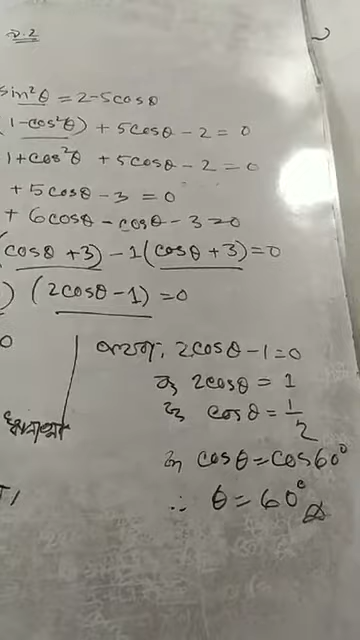 ২.2
sin²θ = 2-5cosθ
(1-cos²θ) + 5cosθ - 2 = 0
1+cos²θ + 5cosθ - 2 = 0
+ 5cosθ - 3 = 0
+ 6cosθ - cosθ - 3 = 0
(cosθ +3) - 1(cosθ +3) = 0
) (2cosθ - 1) = 0
0
অথবা, 2cosθ - 1 = 0
বা 2cosθ = 1
বা cosθ = 1/2
বা cosθ = cos60°
∴ θ = 60°